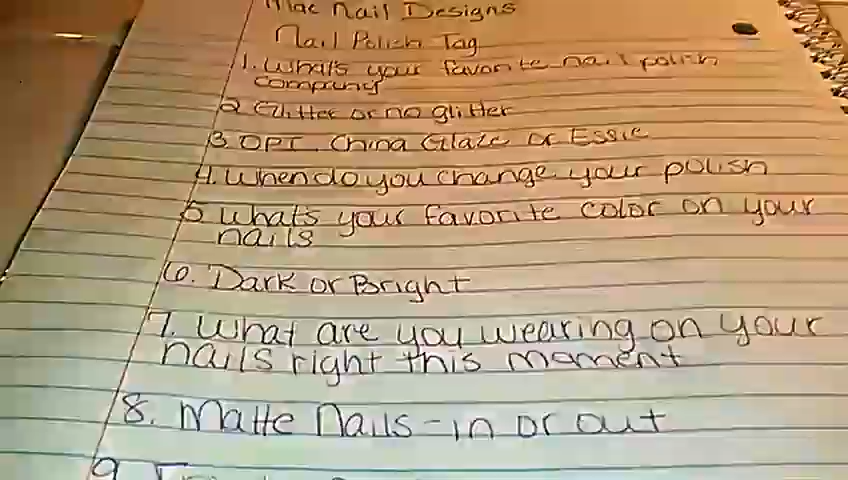 Mac Nail Designs
Nail Polish Tag
1. What's your favorite nail polish
company
2 Glitter or no glitter
3 OPI, China Glaze or Essie
4. When do you change your polish
5 What's your favorite color on your
nails
6. Dark or Bright
7. What are you wearing on your
nails right this moment
8. Matte Nails - in or out
9